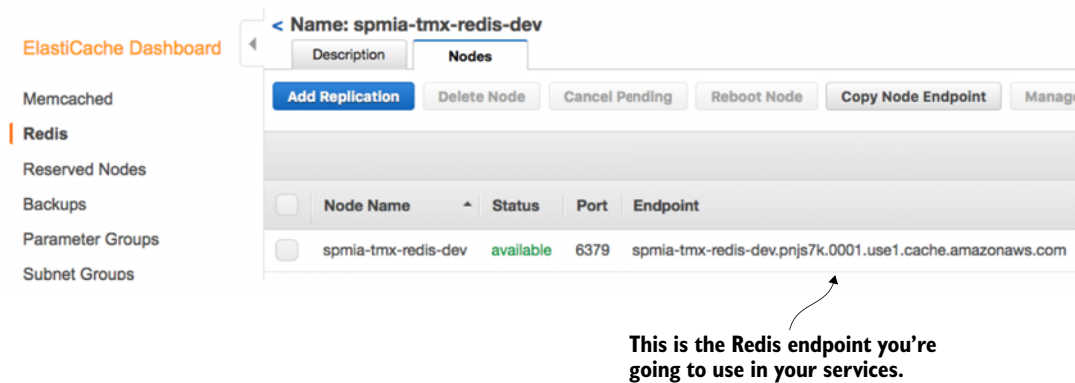 ElastiCache Dashboard
Memcached
Redis
Reserved Nodes
Backups
Parameter Groups
Subnet Groups
< Name: spmia-tmx-redis-dev
Description Nodes
Add Replication Delete Node Cancel Pending Reboot Node Copy Node Endpoint Manage
Node Name Status Port Endpoint
spmia-tmx-redis-dev available 6379 spmia-tmx-redis-dev.pnjs7k.0001.use1.cache.amazonaws.com
This is the Redis endpoint you’re
going to use in your services.